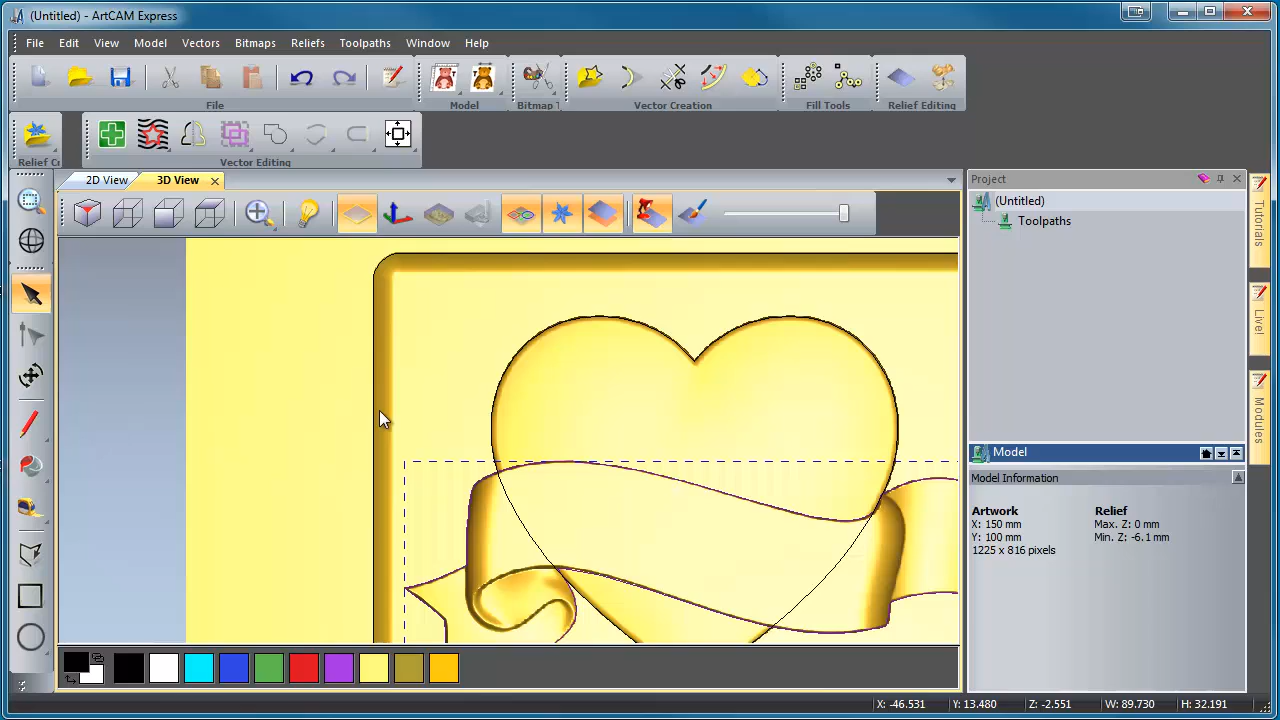 (Untitled) - ArtCAM Express
File Edit View Model Vectors Bitmaps Reliefs Toolpaths Window Help
File Model Bitmap T Vector Creation Fill Tools Relief Editing
Relief Cr Vector Editing
2D View 3D View
Project
(Untitled)
Toolpaths
Tutorials
Live!
Modules
Model
Model Information
Artwork Relief
X: 150 mm Max. Z: 0 mm
Y: 100 mm Min. Z: -6.1 mm
1225 x 816 pixels
X: -46.531 Y: 13.480 Z: -2.551 W: 89.730 H: 32.191